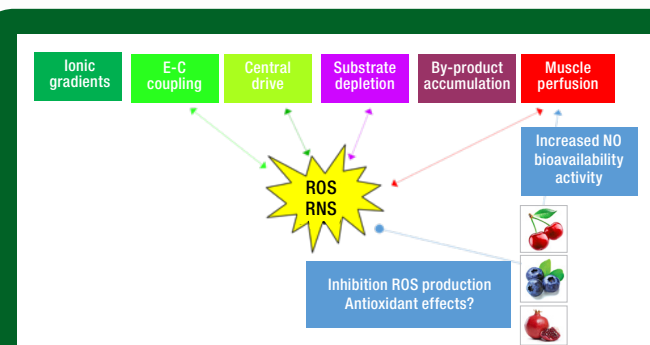 Ionic
gradients
E-C
coupling
Central
drive
Substrate
depletion
By-product
accumulation
Muscle
perfusion
Increased NO
bioavailability
activity
ROS
RNS
Inhibition ROS production
Antioxidant effects?